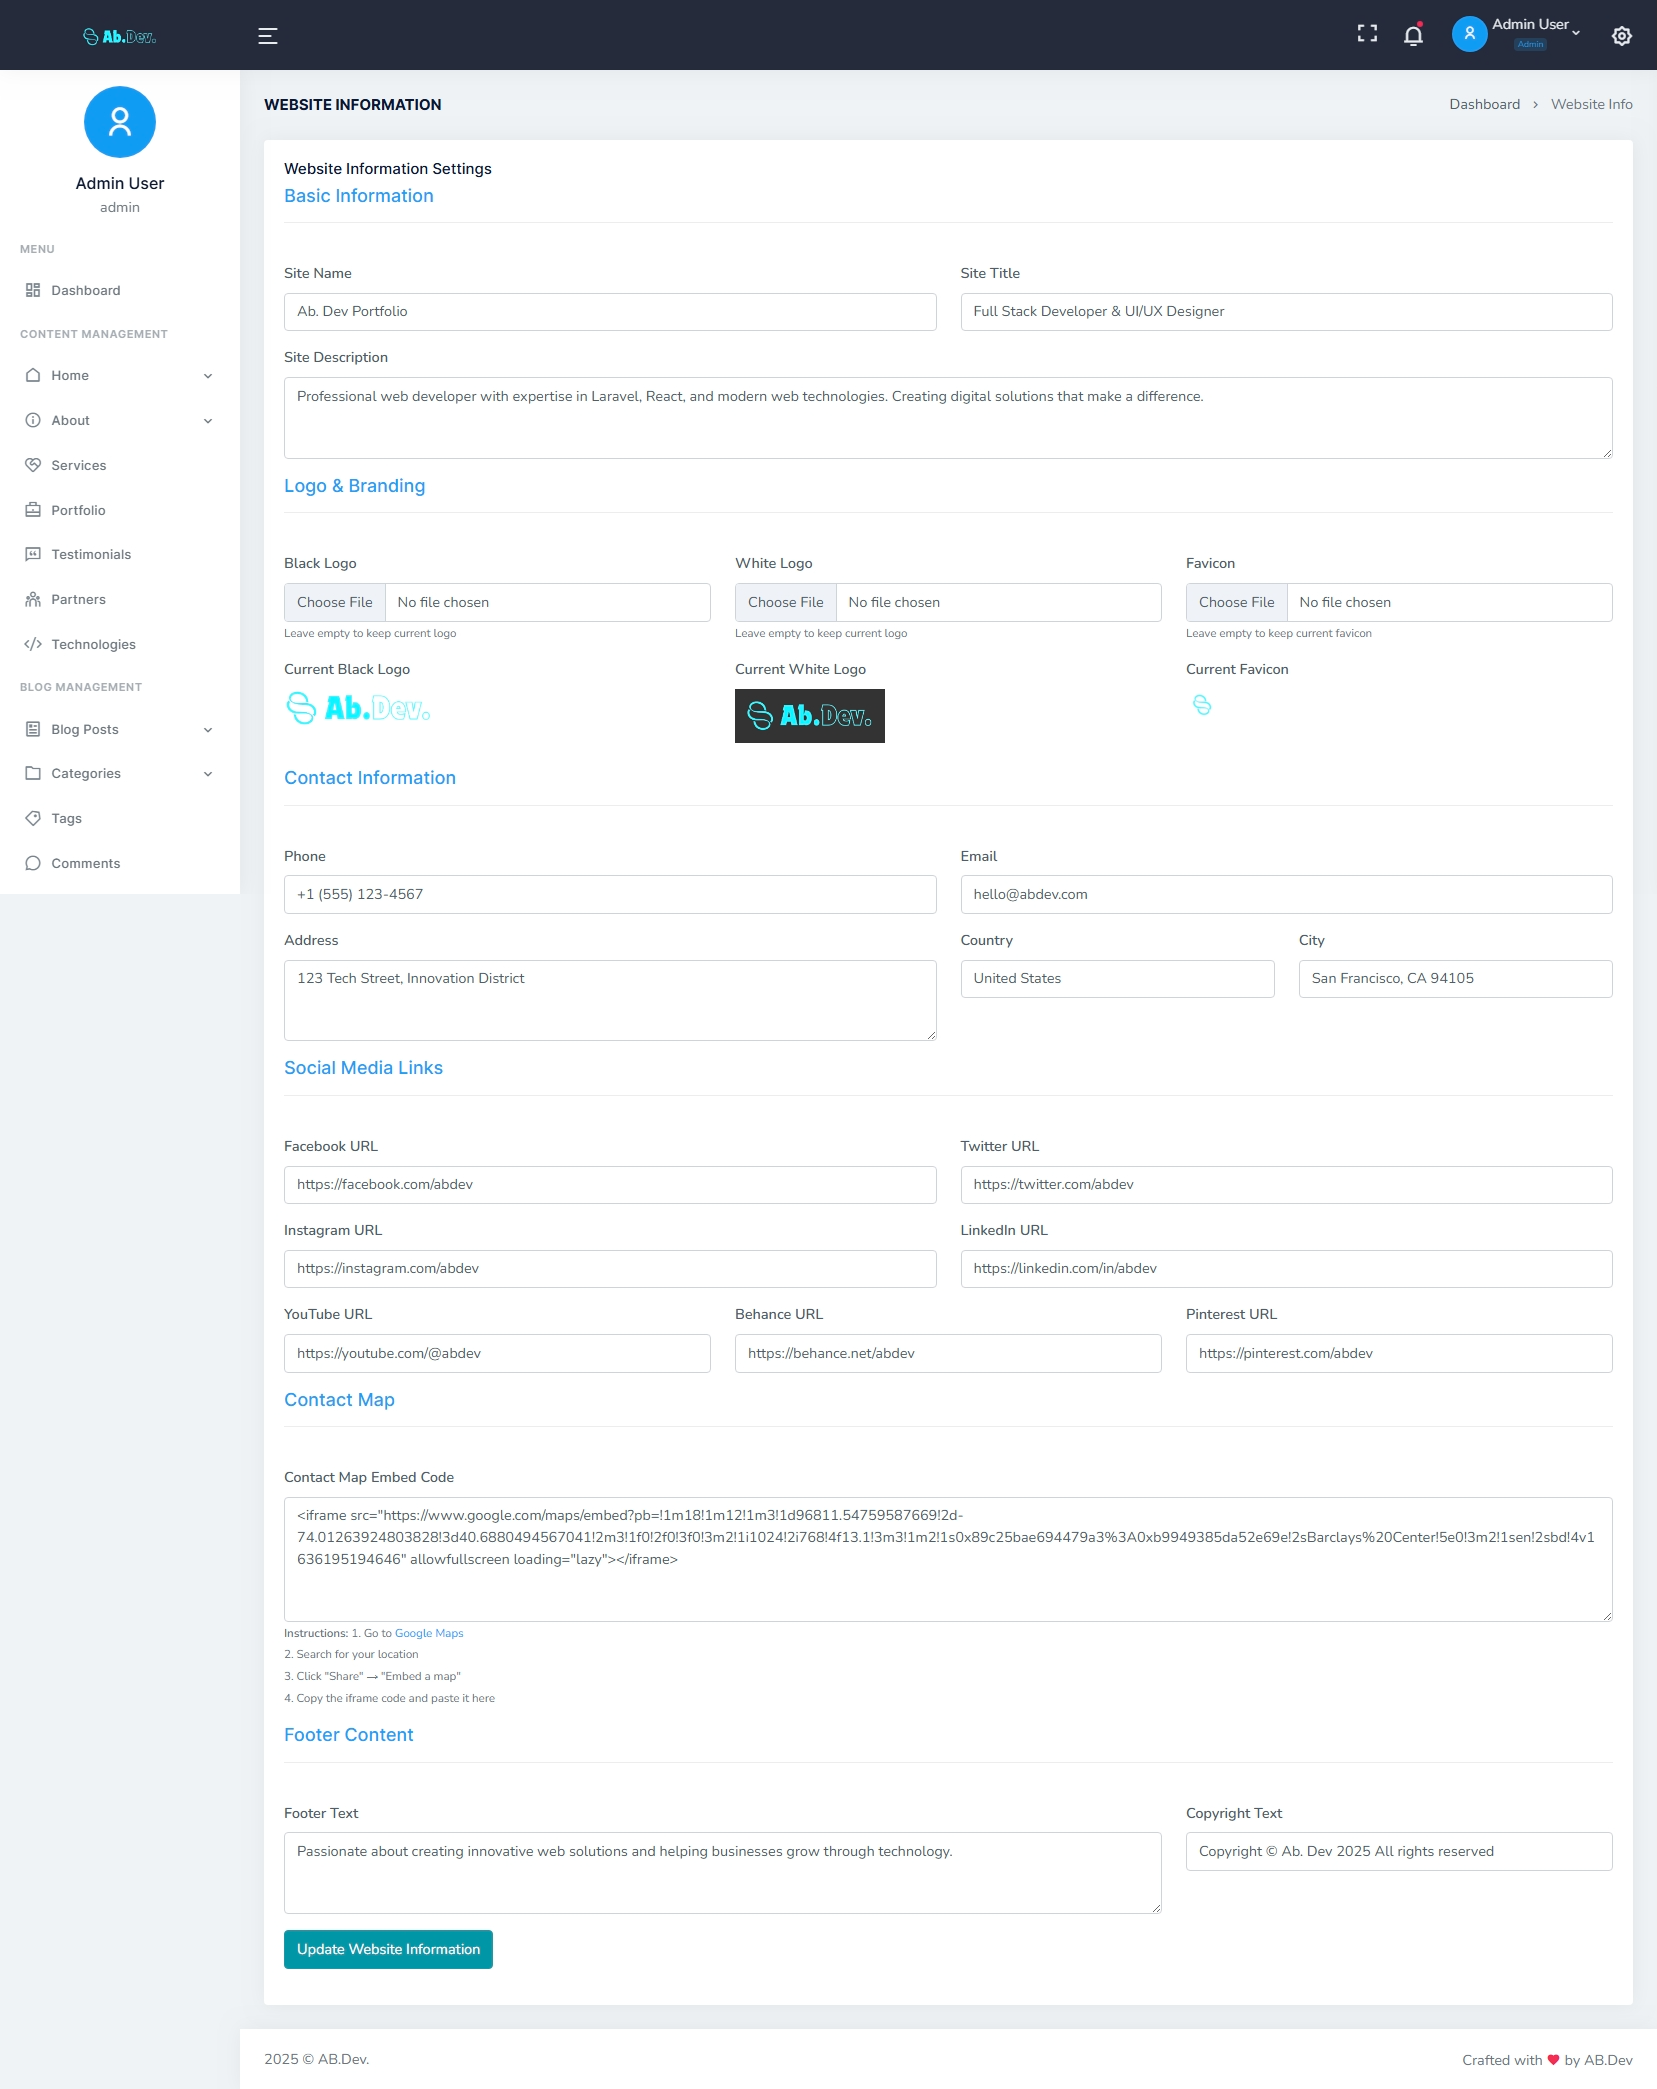 Ab.Dev.
Admin User
Admin
Admin User
admin
MENU
Dashboard
CONTENT MANAGEMENT
Home
About
Services
Portfolio
Testimonials
Partners
Technologies
BLOG MANAGEMENT
Blog Posts
Categories
Tags
Comments
WEBSITE INFORMATION
Dashboard > Website Info
Website Information Settings
Basic Information
Site Name
Ab. Dev Portfolio
Site Title
Full Stack Developer & UI/UX Designer
Site Description
Professional web developer with expertise in Laravel, React, and modern web technologies. Creating digital solutions that make a difference.
Logo & Branding
Black Logo
Choose File No file chosen
Leave empty to keep current logo
White Logo
Choose File No file chosen
Leave empty to keep current logo
Favicon
Choose File No file chosen
Leave empty to keep current favicon
Current Black Logo
Ab.Dev.
Current White Logo
Ab.Dev.
Current Favicon
Contact Information
Phone
+1 (555) 123-4567
Email
hello@abdev.com
Address
123 Tech Street, Innovation District
Country
United States
City
San Francisco, CA 94105
Social Media Links
Facebook URL
https://facebook.com/abdev
Twitter URL
https://twitter.com/abdev
Instagram URL
https://instagram.com/abdev
LinkedIn URL
https://linkedin.com/in/abdev
YouTube URL
https://youtube.com/@abdev
Behance URL
https://behance.net/abdev
Pinterest URL
https://pinterest.com/abdev
Contact Map
Contact Map Embed Code
<iframe src="https://www.google.com/maps/embed?pb=!1m18!1m12!1m3!1d96811.54759587669!2d-
74.01263924803828!3d40.6880494567041!2m3!1f0!2f0!3f0!3m2!1i1024!2i768!4f13.1!3m3!1m2!1s0x89c25bae694479a3%3A0xb9949385da52e69e!2sBarclays%20Center!5e0!3m2!1sen!2sbd!4v1
636195194646" allowfullscreen loading="lazy"></iframe>
Instructions: 1. Go to Google Maps
2. Search for your location
3. Click "Share" → "Embed a map"
4. Copy the iframe code and paste it here
Footer Content
Footer Text
Passionate about creating innovative web solutions and helping businesses grow through technology.
Copyright Text
Copyright © Ab. Dev 2025 All rights reserved
Update Website Information
2025 © AB.Dev.
Crafted with ❤ by AB.Dev